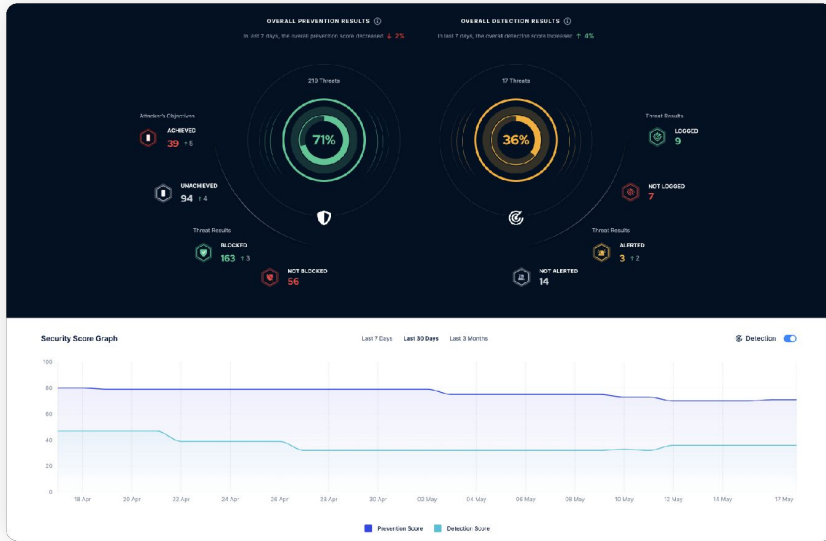 OVERALL PREVENTION RESULTS
In last 7 days, the overall prevention score decreased ↓ 2%
OVERALL DETECTION RESULTS
In last 7 days, the overall detection score increased ↑ 4%
219 Threats
71%
17 Threats
36%
Attacker's Objectives
ACHIEVED
39 ↑ 8
UNACHIEVED
94 ↑ 4
Threat Results
BLOCKED
163 ↑ 3
NOT BLOCKED
56
Threat Results
LOGGED
9
NOT LOGGED
7
Threat Results
ALERTED
3 ↑ 2
NOT ALERTED
14
Security Score Graph
Last 7 Days Last 30 Days Last 3 Months
Detection
100
80
60
40
20
0
18 Apr 20 Apr 22 Apr 24 Apr 26 Apr 28 Apr 30 Apr 02 May 04 May 06 May 08 May 10 May 12 May 14 May 17 May
Prevention Score Detection Score